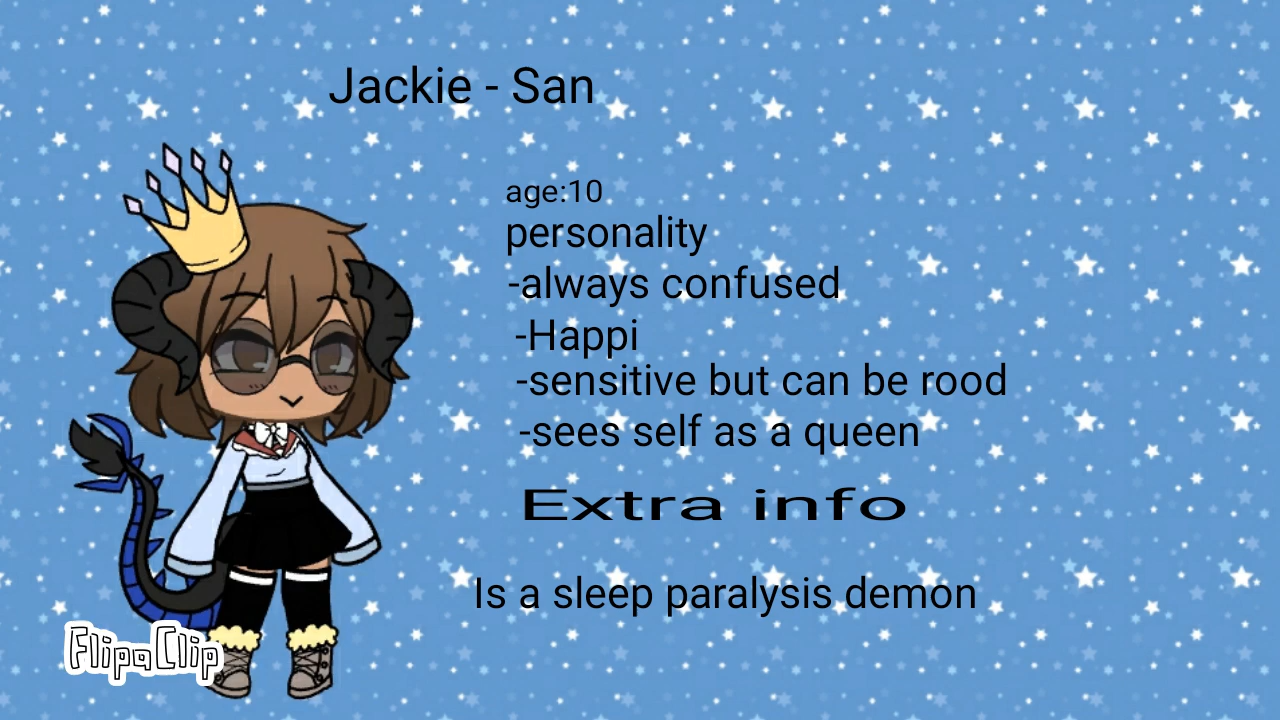 Jackie - San
age:10
personality
-always confused
-Happi
-sensitive but can be rood
-sees self as a queen
Extra info
Is a sleep paralysis demon
FlipaClip